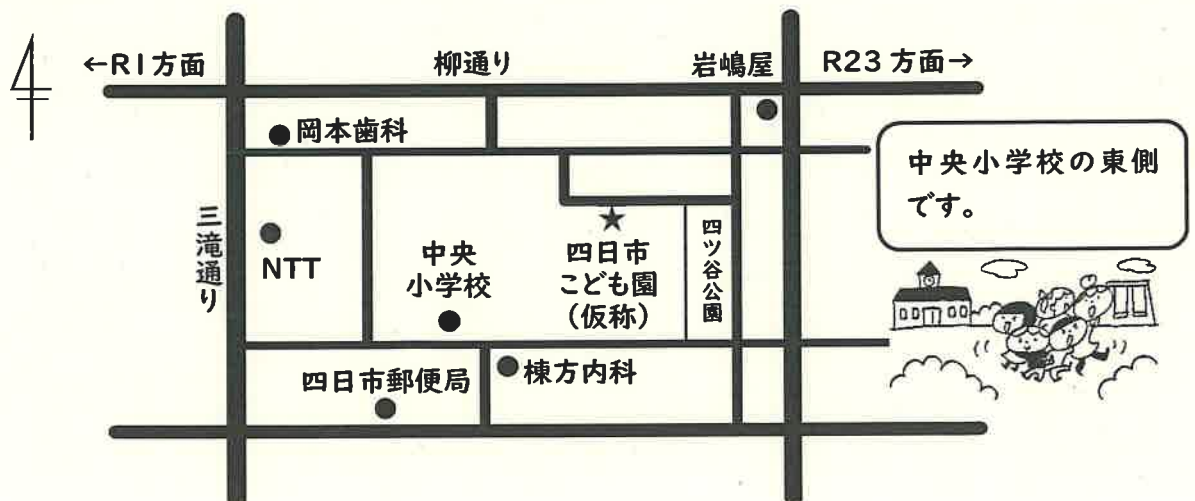 ←R1方面
柳通り
岩嶋屋
R23方面→
岡本歯科
中央小学校の東側
です。
三滝通り
NTT
中央
小学校
四日市
こども園
(仮称)
四ツ谷公園
四日市郵便局
棟方内科